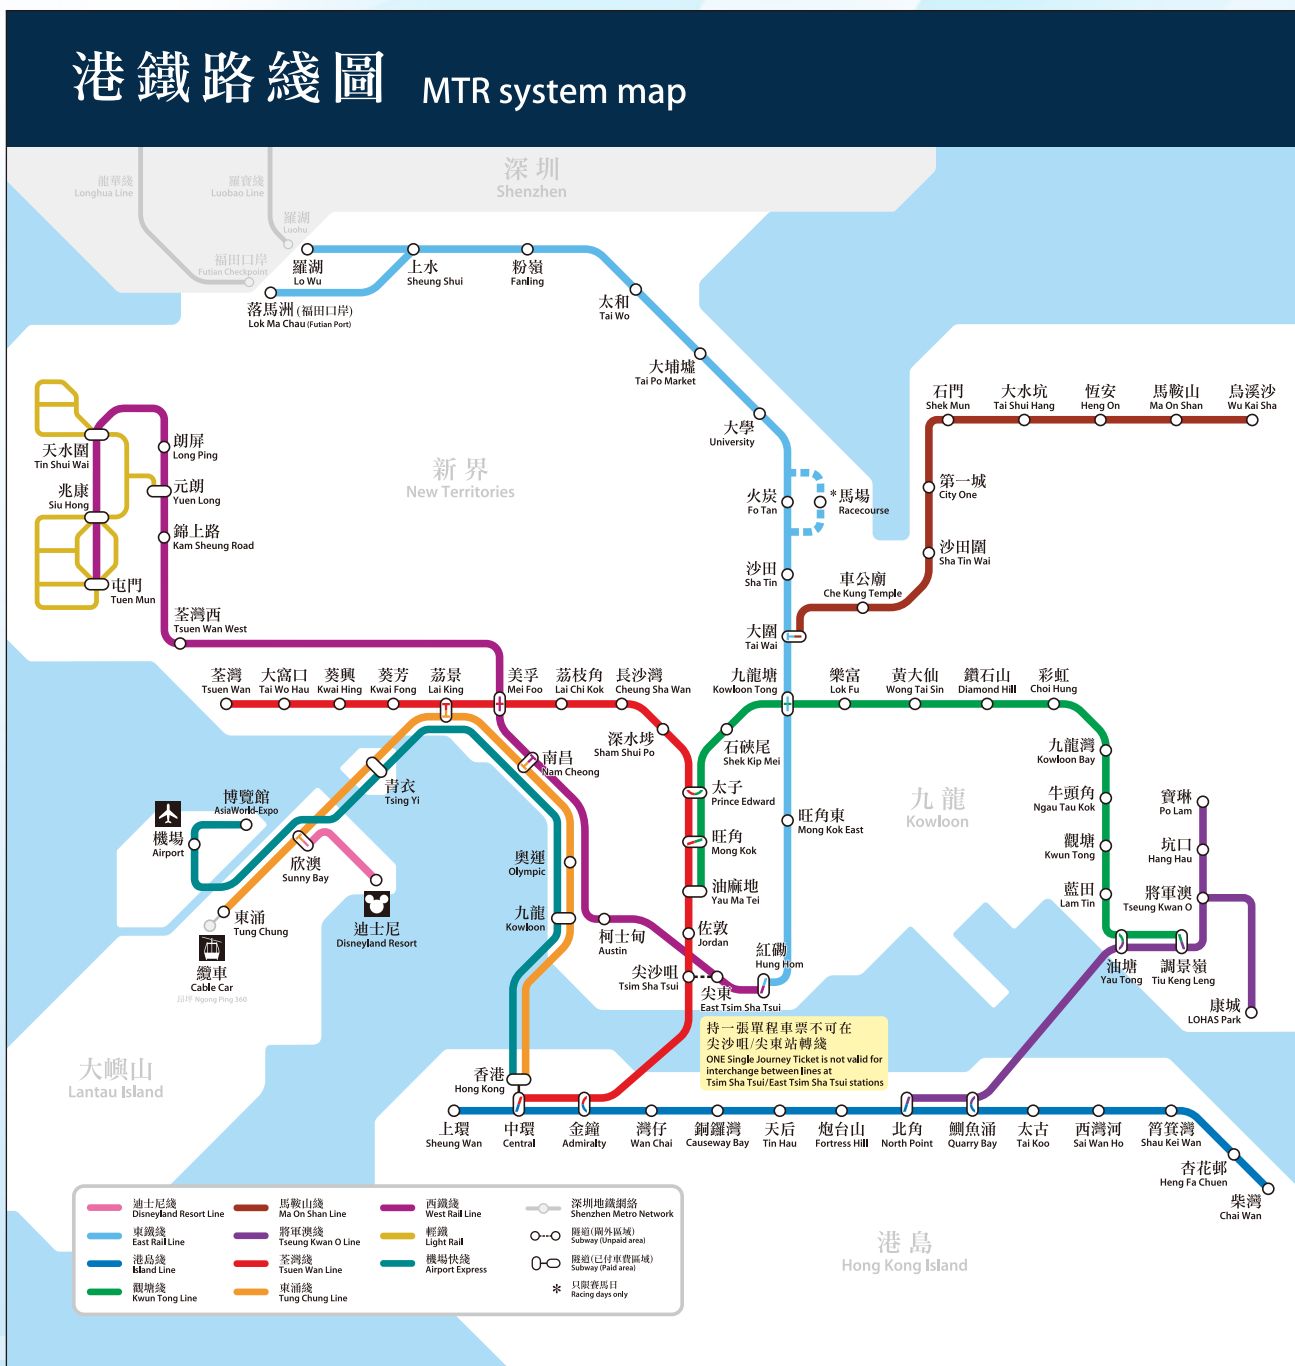 港鐵路綫圖 MTR system map
深圳
Shenzhen
龍華綫
Longhua Line
羅寶綫
Luobao Line
羅湖
Luohu
福田口岸
Futian Checkpoint
羅湖
Lo Wu
上水
Sheung Shui
粉嶺
Fanling
落馬洲 (福田口岸)
Lok Ma Chau (Futian Port)
太和
Tai Wo
大埔墟
Tai Po Market
大學
University
火炭
Fo Tan
*馬場
Racecourse
沙田
Sha Tin
大圍
Tai Wai
石門
Shek Mun
大水坑
Tai Shui Hang
恆安
Heng On
馬鞍山
Ma On Shan
烏溪沙
Wu Kai Sha
第一城
City One
沙田圍
Sha Tin Wai
車公廟
Che Kung Temple
新界
New Territories
天水圍
Tin Shui Wai
朗屏
Long Ping
兆康
Siu Hong
元朗
Yuen Long
錦上路
Kam Sheung Road
屯門
Tuen Mun
荃灣西
Tsuen Wan West
荃灣
Tsuen Wan
大窩口
Tai Wo Hau
葵興
Kwai Hing
葵芳
Kwai Fong
荔景
Lai King
美孚
Mei Foo
荔枝角
Lai Chi Kok
長沙灣
Cheung Sha Wan
九龍塘
Kowloon Tong
樂富
Lok Fu
黃大仙
Wong Tai Sin
鑽石山
Diamond Hill
彩虹
Choi Hung
深水埗
Sham Shui Po
石硤尾
Shek Kip Mei
九龍灣
Kowloon Bay
南昌
Nam Cheong
青衣
Tsing Yi
太子
Prince Edward
牛頭角
Ngau Tau Kok
寶琳
Po Lam
九龍
Kowloon
博覽館
AsiaWorld-Expo
機場
Airport
旺角東
Mong Kok East
旺角
Mong Kok
觀塘
Kwun Tong
坑口
Hang Hau
欣澳
Sunny Bay
奧運
Olympic
油麻地
Yau Ma Tei
藍田
Lam Tin
將軍澳
Tseung Kwan O
東涌
Tung Chung
迪士尼
Disneyland Resort
九龍
Kowloon
柯士甸
Austin
佐敦
Jordan
紅磡
Hung Hom
纜車
Cable Car
昂坪 Ngong Ping 360
尖沙咀
Tsim Sha Tsui
尖東
East Tsim Sha Tsui
油塘
Yau Tong
調景嶺
Tiu Keng Leng
康城
LOHAS Park
持一張單程車票不可在
尖沙咀/尖東站轉綫
ONE Single Journey Ticket is not valid for
interchange between lines at
Tsim Sha Tsui/East Tsim Sha Tsui stations
大嶼山
Lantau Island
香港
Hong Kong
上環
Sheung Wan
中環
Central
金鐘
Admiralty
灣仔
Wan Chai
銅鑼灣
Causeway Bay
天后
Tin Hau
炮台山
Fortress Hill
北角
North Point
鰂魚涌
Quarry Bay
太古
Tai Koo
西灣河
Sai Wan Ho
筲箕灣
Shau Kei Wan
杏花邨
Heng Fa Chuen
柴灣
Chai Wan
港島
Hong Kong Island
迪士尼綫
Disneyland Resort Line
東鐵綫
East Rail Line
港島綫
Island Line
觀塘綫
Kwun Tong Line
馬鞍山綫
Ma On Shan Line
將軍澳綫
Tseung Kwan O Line
荃灣綫
Tsuen Wan Line
東涌綫
Tung Chung Line
西鐵綫
West Rail Line
輕鐵
Light Rail
機場快綫
Airport Express
深圳地鐵網絡
Shenzhen Metro Network
隧道(閘外區域)
Subway (Unpaid area)
隧道(已付車費區域)
Subway (Paid area)
* 只限賽馬日
Racing days only